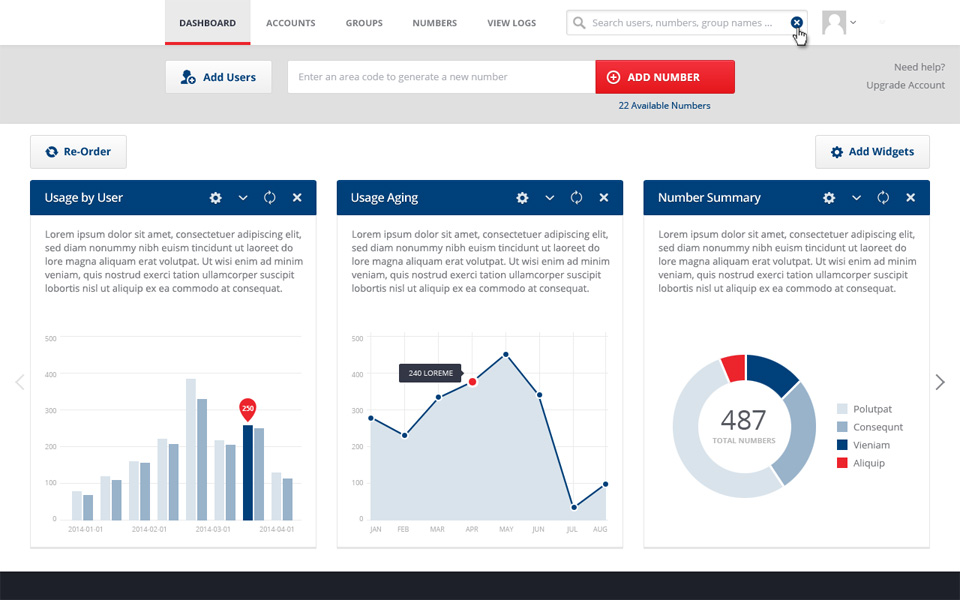 DASHBOARD
ACCOUNTS
GROUPS
NUMBERS
VIEW LOGS
Search users, numbers, group names ...
Add Users
Enter an area code to generate a new number
ADD NUMBER
22 Available Numbers
Need help?
Upgrade Account
Re-Order
Add Widgets
Usage by User
Lorem ipsum dolor sit amet, consectetuer adipiscing elit,
sed diam nonummy nibh euism tincidunt ut laoreet do
lore magna aliquam erat volutpat. Ut wisi enim ad minim
veniam, quis nostrud exerci tation ullamcorper suscipit
lobortis nisl ut aliquip ex ea commodo at consequat.
500
400
300
200
100
0
250
2014-01-01
2014-02-01
2014-03-01
2014-04-01
Usage Aging
Lorem ipsum dolor sit amet, consectetuer adipiscing elit,
sed diam nonummy nibh euism tincidunt ut laoreet do
lore magna aliquam erat volutpat. Ut wisi enim ad minim
veniam, quis nostrud exerci tation ullamcorper suscipit
lobortis nisl ut aliquip ex ea commodo at consequat.
500
400
300
200
100
0
240 LOREME
JAN
FEB
MAR
APR
MAY
JUN
JUL
AUG
Number Summary
Lorem ipsum dolor sit amet, consectetuer adipiscing elit,
sed diam nonummy nibh euism tincidunt ut laoreet do
lore magna aliquam erat volutpat. Ut wisi enim ad minim
veniam, quis nostrud exerci tation ullamcorper suscipit
lobortis nisl ut aliquip ex ea commodo at consequat.
487
TOTAL NUMBERS
Polutpat
Consequnt
Vieniam
Aliquip